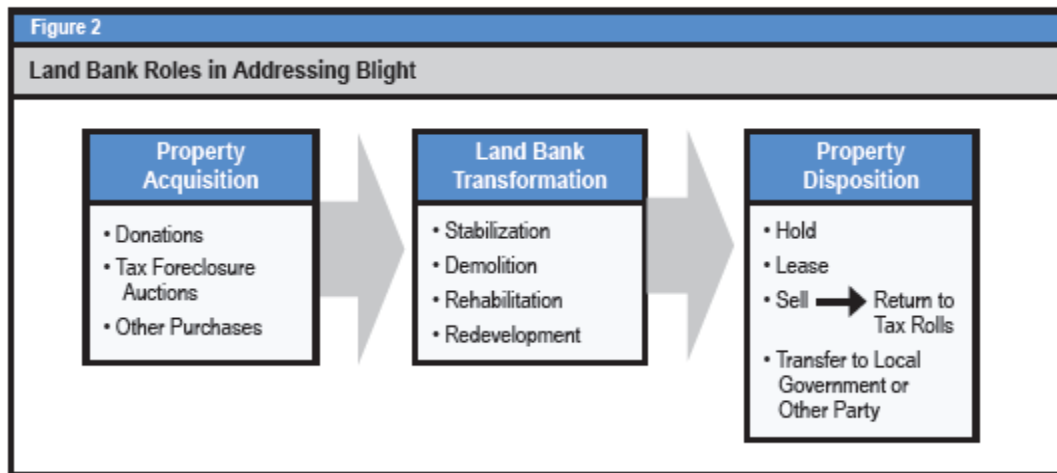 Figure 2
Land Bank Roles in Addressing Blight
Property
Acquisition
• Donations
• Tax Foreclosure
Auctions
• Other Purchases
Land Bank
Transformation
• Stabilization
• Demolition
• Rehabilitation
• Redevelopment
Property
Disposition
• Hold
• Lease
• Sell Return to
Tax Rolls
• Transfer to Local
Government or
Other Party